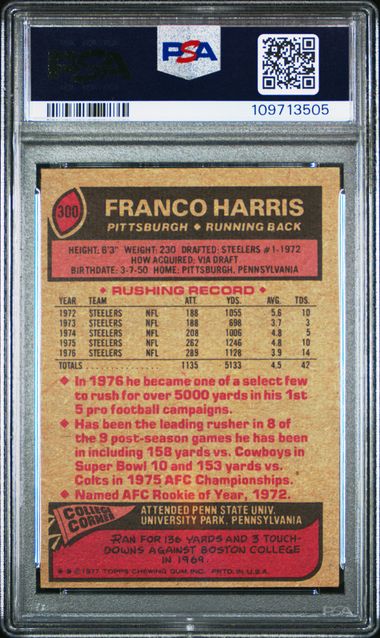 PSA
PSA
109713505
300
FRANCO HARRIS
PITTSBURGH ◆ RUNNING BACK
HEIGHT: 6'3" WEIGHT: 230 DRAFTED: STEELERS #1-1972
HOW ACQUIRED: VIA DRAFT
BIRTHDATE: 3-7-50 HOME: PITTSBURGH, PENNSYLVANIA
◆ RUSHING RECORD ◆
YEAR TEAM ATT. YDS. AVG. TDS.
1972 STEELERS NFL 188 1055 5.6 10
1973 STEELERS NFL 188 698 3.7 3
1974 STEELERS NFL 208 1006 4.8 5
1975 STEELERS NFL 262 1246 4.8 10
1976 STEELERS NFL 289 1128 3.9 14
TOTALS 1135 5133 4.5 42
◆ In 1976 he became one of a select few
to rush for over 5000 yards in his 1st
5 pro football campaigns.
◆ Has been the leading rusher in 8 of
the 9 post-season games he has been
in including 158 yards vs. Cowboys in
Super Bowl 10 and 153 yards vs.
Colts in 1975 AFC Championships.
◆ Named AFC Rookie of Year, 1972.
COLLEGE CORNER
ATTENDED PENN STATE UNIV.
UNIVERSITY PARK, PENNSYLVANIA
RAN FOR 136 YARDS AND 3 TOUCH-
DOWNS AGAINST BOSTON COLLEGE
IN 1969.
✱ ✱ © 1977 TOPPS CHEWING GUM, INC. PRTD. IN U.S.A.
PSA